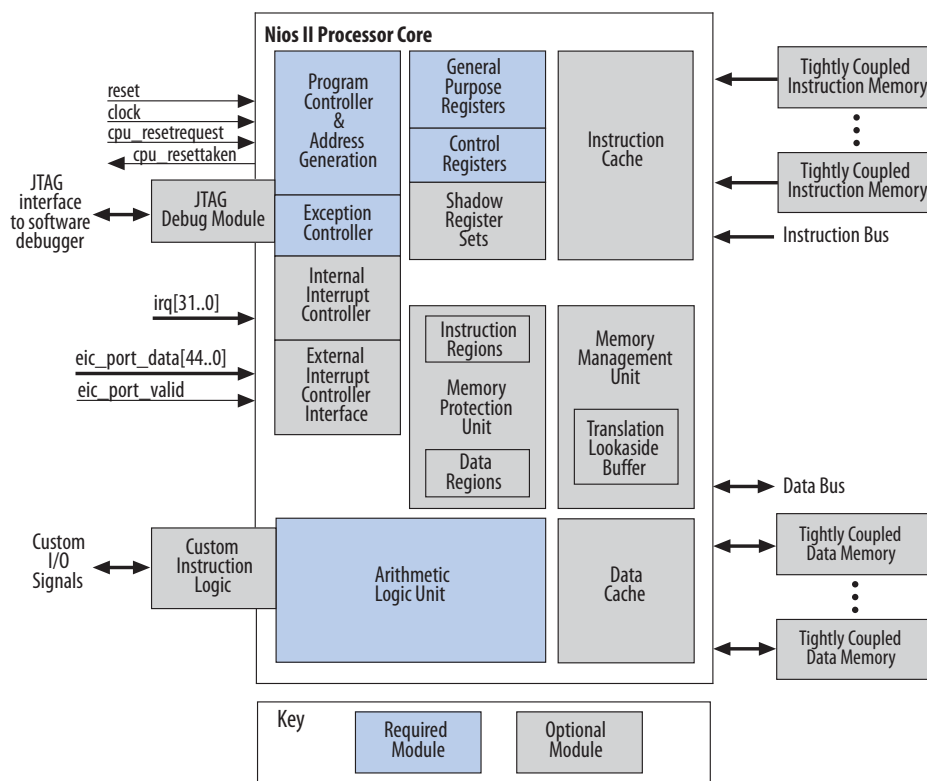 Nios II Processor Core
reset
clock
cpu_resetrequest
cpu_resettaken
JTAG
interface
to software
debugger
JTAG
Debug Module
irq[31..0]
eic_port_data[44..0]
eic_port_valid
Custom
I/O
Signals
Custom
Instruction
Logic
Program
Controller
&
Address
Generation
Exception
Controller
Internal
Interrupt
Controller
External
Interrupt
Controller
Interface
General
Purpose
Registers
Control
Registers
Shadow
Register
Sets
Instruction
Cache
Instruction
Regions
Memory
Protection
Unit
Data
Regions
Memory
Management
Unit
Translation
Lookaside
Buffer
Arithmetic
Logic Unit
Data
Cache
Tightly Coupled
Instruction Memory
Tightly Coupled
Instruction Memory
Instruction Bus
Data Bus
Tightly Coupled
Data Memory
Tightly Coupled
Data Memory
Key
Required
Module
Optional
Module